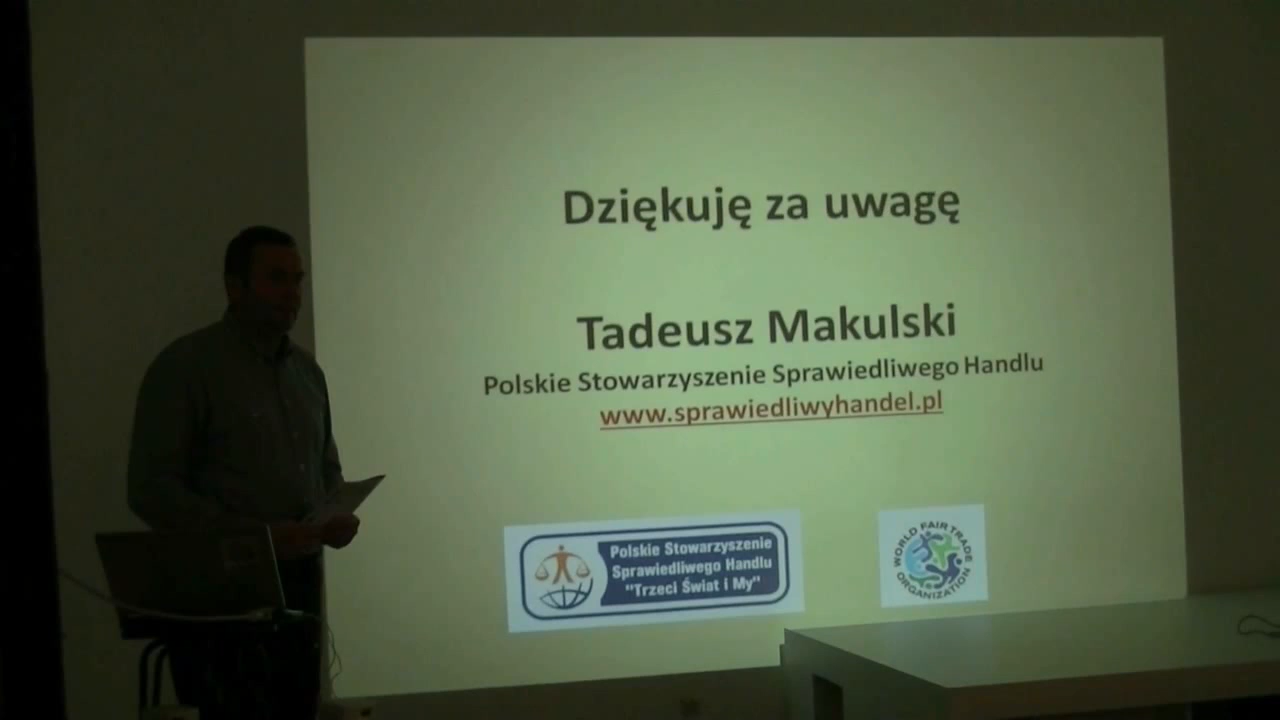 Dziękuję za uwagę
Tadeusz Makulski
Polskie Stowarzyszenie Sprawiedliwego Handlu
www.sprawiedliwyhandel.pl
Polskie Stowarzyszenie
Sprawiedliwego Handlu
"Trzeci Świat i My"
WORLD FAIR TRADE
ORGANIZATION